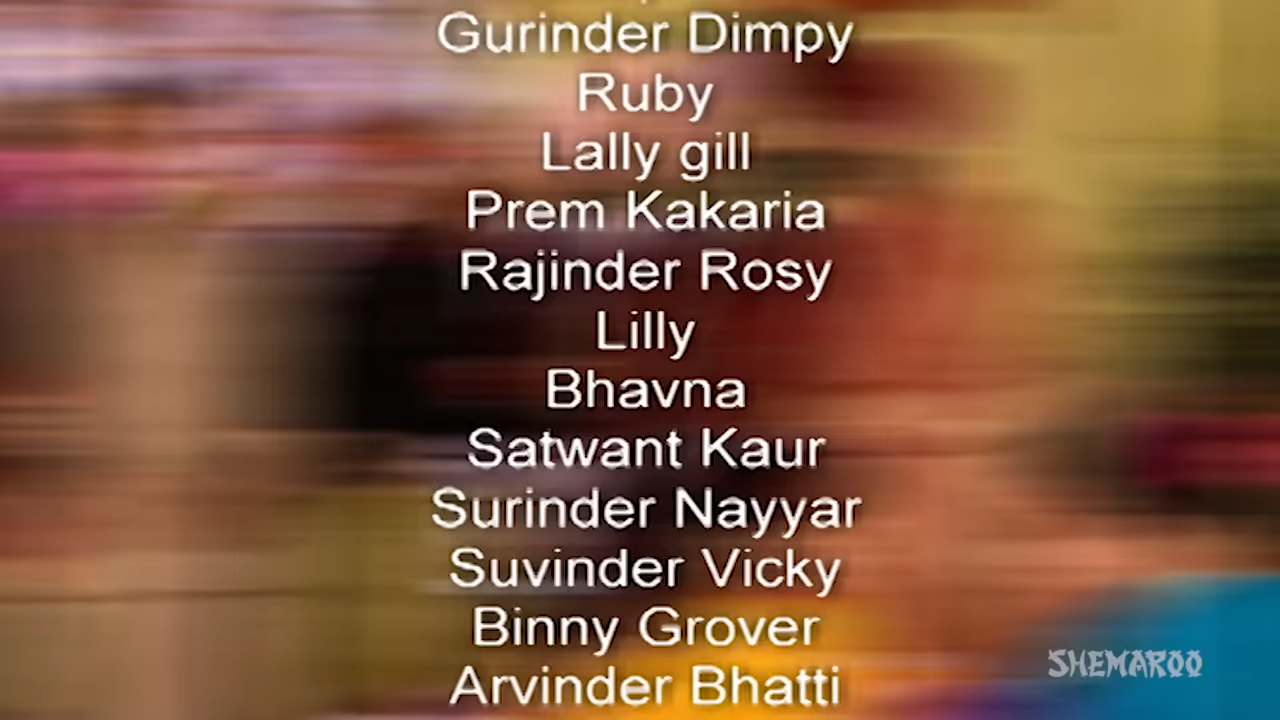 Gurinder Dimpy
Ruby
Lally gill
Prem Kakaria
Rajinder Rosy
Lilly
Bhavna
Satwant Kaur
Surinder Nayyar
Suvinder Vicky
Binny Grover
Arvinder Bhatti
SHEMAROO